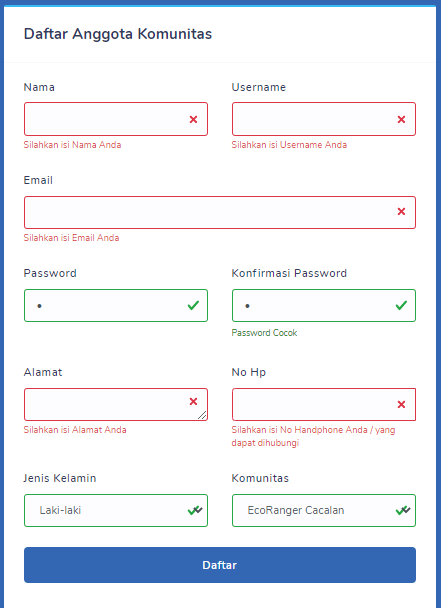 Daftar Anggota Komunitas
Nama
Username
Silahkan isi Nama Anda
Silahkan isi Username Anda
Email
Silahkan isi Email Anda
Password
Konfirmasi Password
Password Cocok
Alamat
No Hp
Silahkan isi Alamat Anda
Silahkan isi No Handphone Anda / yang
dapat dihubungi
Jenis Kelamin
Komunitas
Laki-laki
EcoRanger Cacalan
Daftar